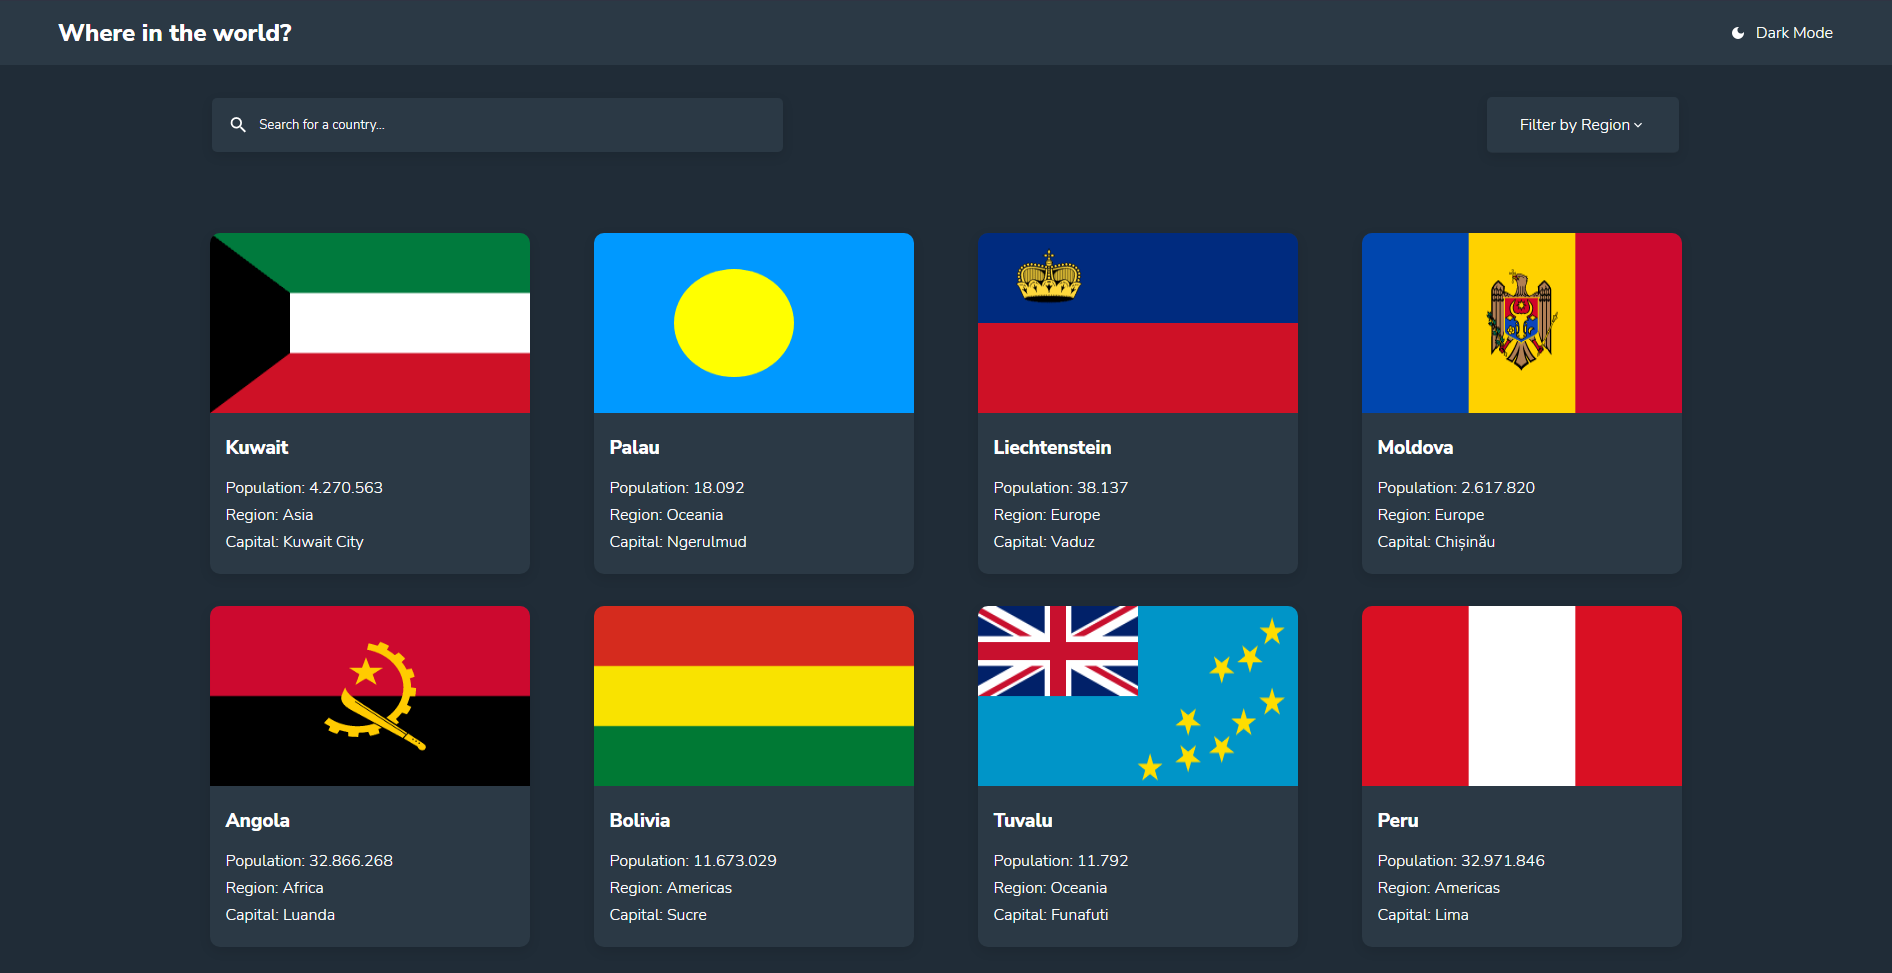 Where in the world?
Dark Mode
Search for a country...
Filter by Region
Kuwait
Population: 4.270.563
Region: Asia
Capital: Kuwait City
Palau
Population: 18.092
Region: Oceania
Capital: Ngerulmud
Liechtenstein
Population: 38.137
Region: Europe
Capital: Vaduz
Moldova
Population: 2.617.820
Region: Europe
Capital: Chișinău
Angola
Population: 32.866.268
Region: Africa
Capital: Luanda
Bolivia
Population: 11.673.029
Region: Americas
Capital: Sucre
Tuvalu
Population: 11.792
Region: Oceania
Capital: Funafuti
Peru
Population: 32.971.846
Region: Americas
Capital: Lima